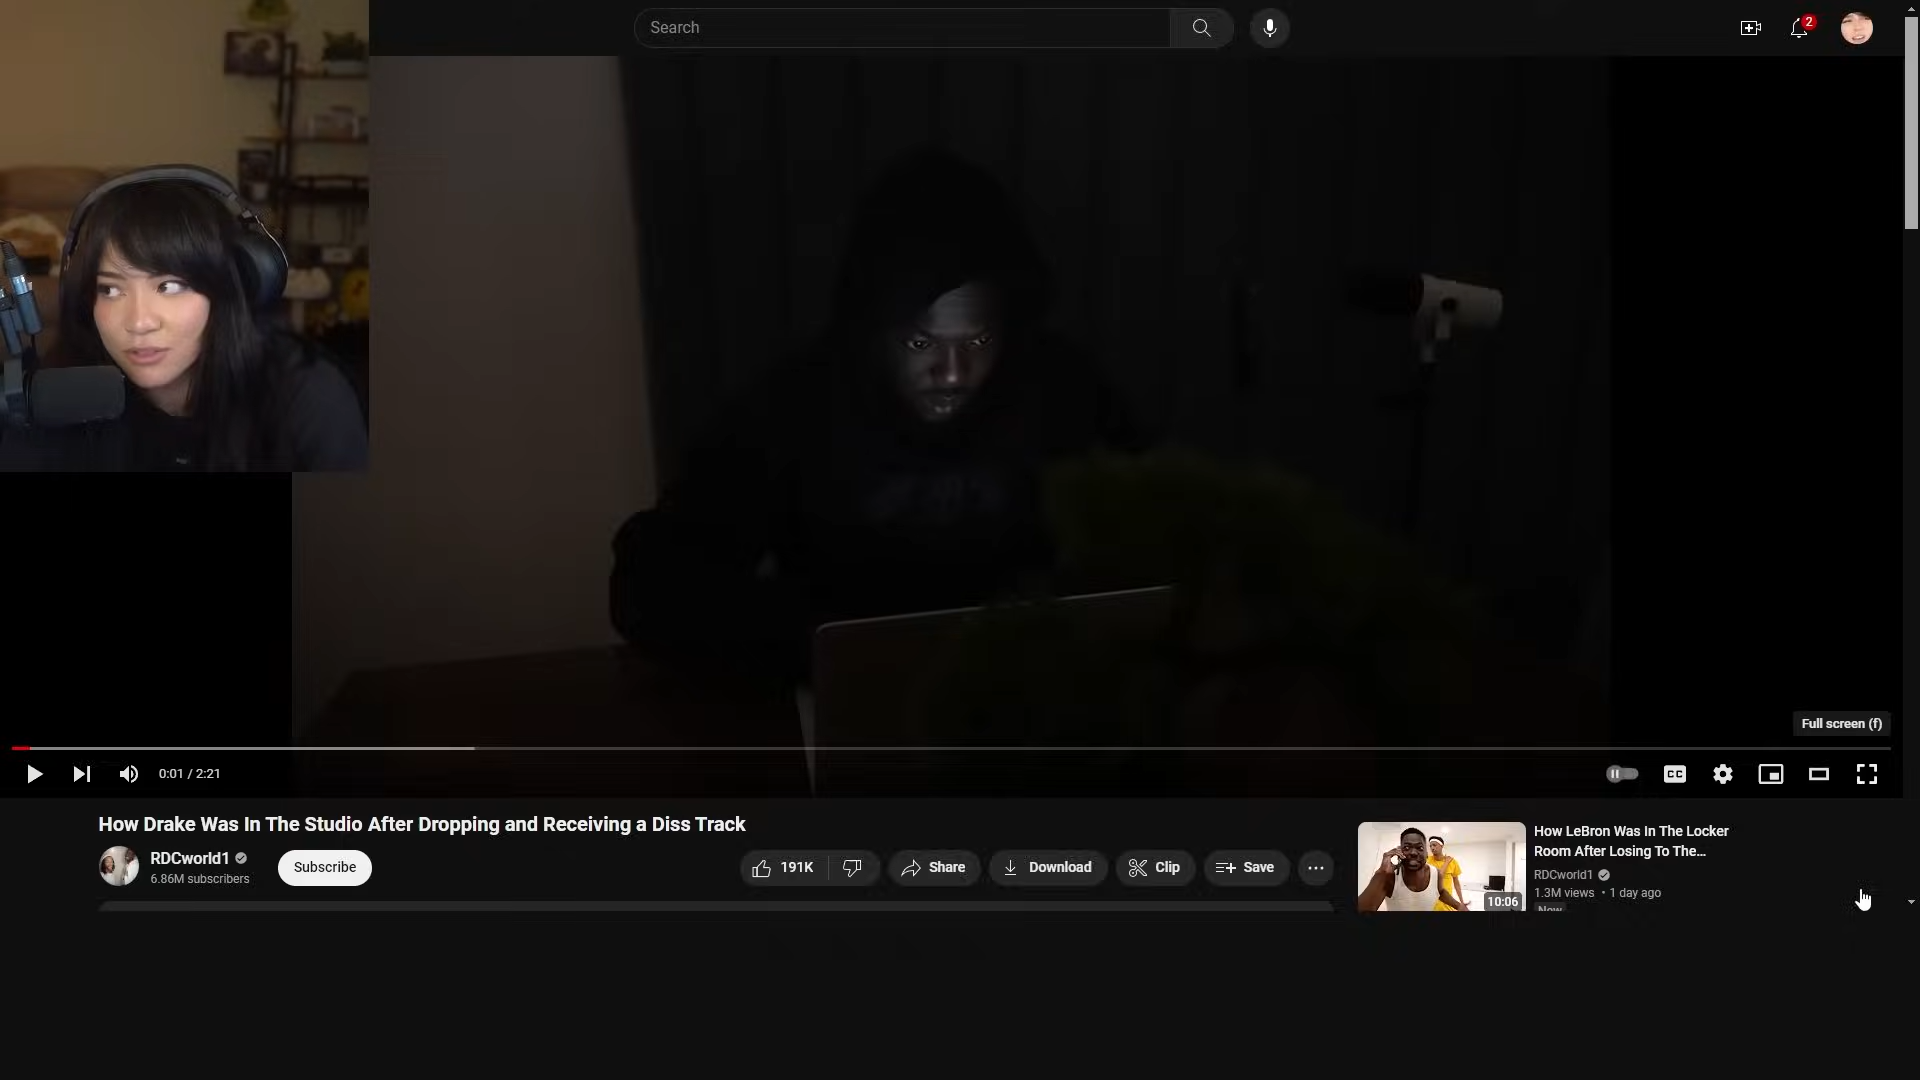 Search
2
Full screen (f)
0:01 / 2:21
CC
How Drake Was In The Studio After Dropping and Receiving a Diss Track
RDCworld1
6.86M subscribers
Subscribe
191K
Share
Download
Clip
Save
How LeBron Was In The Locker
Room After Losing To The...
RDCworld1
1.3M views • 1 day ago
New
10:06